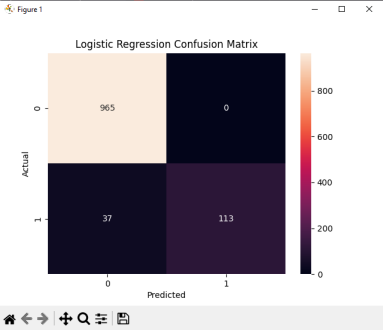 Figure 1
Logistic Regression Confusion Matrix
965 0
37 113
0
1
Actual
0 1
Predicted
800
600
400
200
0